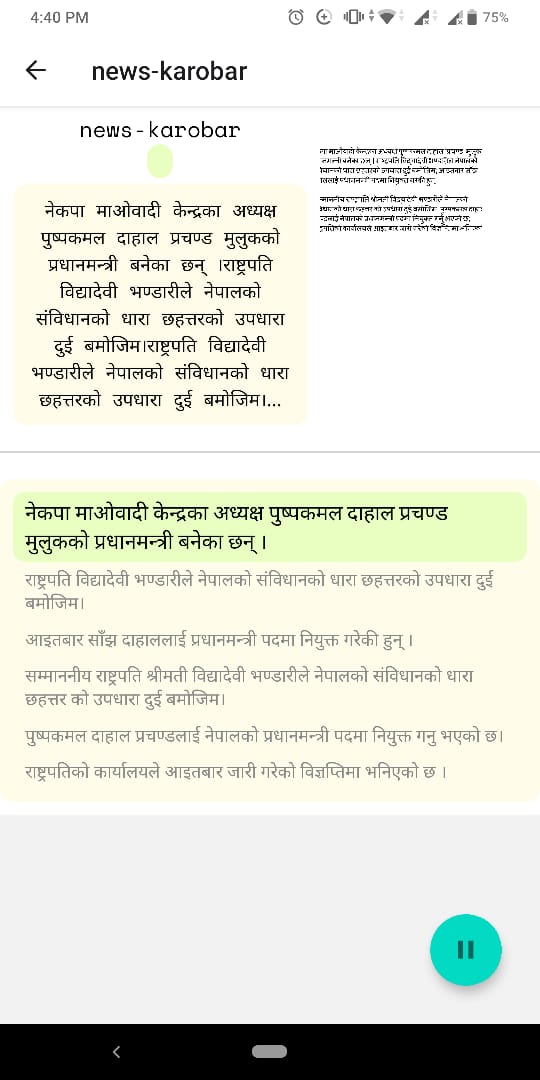 4:40 PM
75%
news-karobar
news-karobar
नेकपा माओवादी केन्द्रका अध्यक्ष
पुष्पकमल दाहाल प्रचण्ड मुलुकको
प्रधानमन्त्री बनेका छन् ।राष्ट्रपति
विद्यादेवी भण्डारीले नेपालको
संविधानको धारा छहत्तरको उपधारा
दुई बमोजिम।राष्ट्रपति विद्यादेवी
भण्डारीले नेपालको संविधानको धारा
छहत्तरको उपधारा दुई बमोजिम।...
नेकपा माओवादी केन्द्रका अध्यक्ष पुष्पकमल दाहाल प्रचण्ड
मुलुकको प्रधानमन्त्री बनेका छन् ।
राष्ट्रपति विद्यादेवी भण्डारीले नेपालको संविधानको धारा छहत्तरको उपधारा दुई
बमोजिम।
आइतबार साँझ दाहाललाई प्रधानमन्त्री पदमा नियुक्त गरेकी हुन् ।
सम्माननीय राष्ट्रपति श्रीमती विद्यादेवी भण्डारीले नेपालको संविधानको धारा
छहत्तर को उपधारा दुई बमोजिम।
पुष्पकमल दाहाल प्रचण्डलाई नेपालको प्रधानमन्त्री पदमा नियुक्त गनु भएको छ।
राष्ट्रपतिको कार्यालयले आइतबार जारी गरेको विज्ञप्तिमा भनिएको छ ।